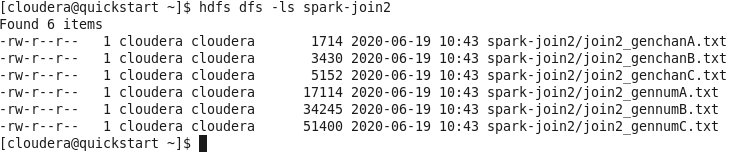 [cloudera@quickstart ~]$ hdfs dfs -ls spark-join2
Found 6 items
-rw-r--r--   1 cloudera cloudera       1714 2020-06-19 10:43 spark-join2/join2_genchanA.txt
-rw-r--r--   1 cloudera cloudera       3430 2020-06-19 10:43 spark-join2/join2_genchanB.txt
-rw-r--r--   1 cloudera cloudera       5152 2020-06-19 10:43 spark-join2/join2_genchanC.txt
-rw-r--r--   1 cloudera cloudera      17114 2020-06-19 10:43 spark-join2/join2_gennumA.txt
-rw-r--r--   1 cloudera cloudera      34245 2020-06-19 10:43 spark-join2/join2_gennumB.txt
-rw-r--r--   1 cloudera cloudera      51400 2020-06-19 10:43 spark-join2/join2_gennumC.txt
[cloudera@quickstart ~]$